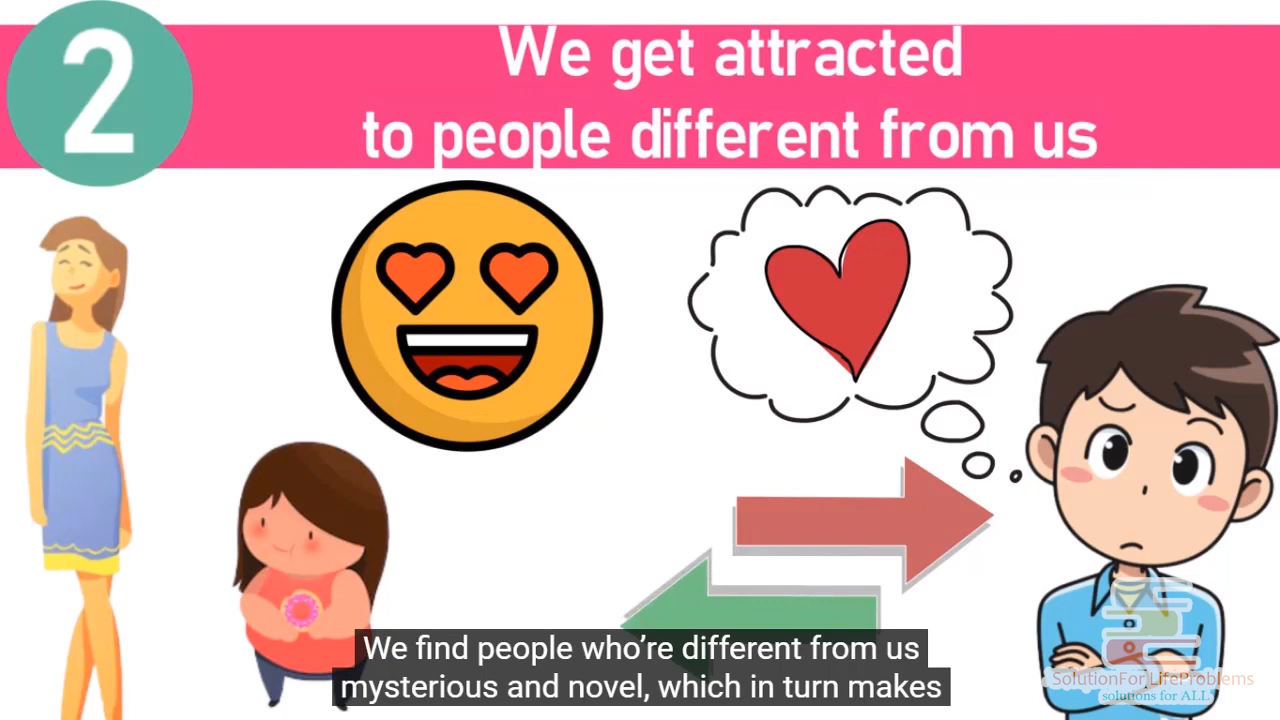 2
We get attracted
to people different from us
We find people who’re different from us
mysterious and novel, which in turn makes
SolutionForLifeProblems
solutions for ALL